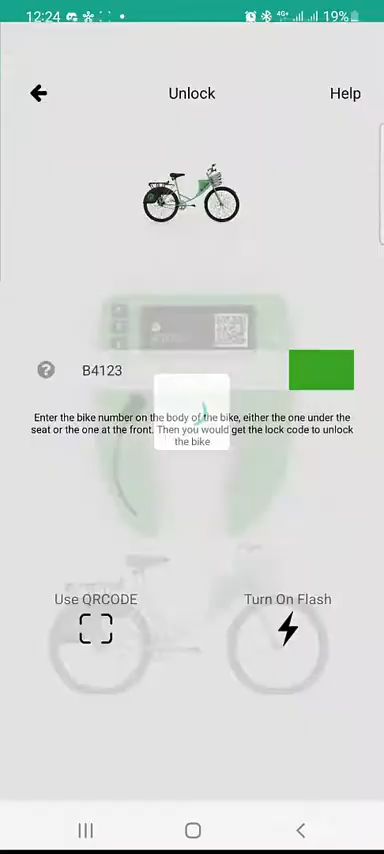 12:24
4G+ 19%
Unlock
Help
B4123
Enter the bike number on the body of the bike, either the one under the
seat or the one at the front. Then you would get the lock code to unlock
the bike
Use QRCODE
Turn On Flash